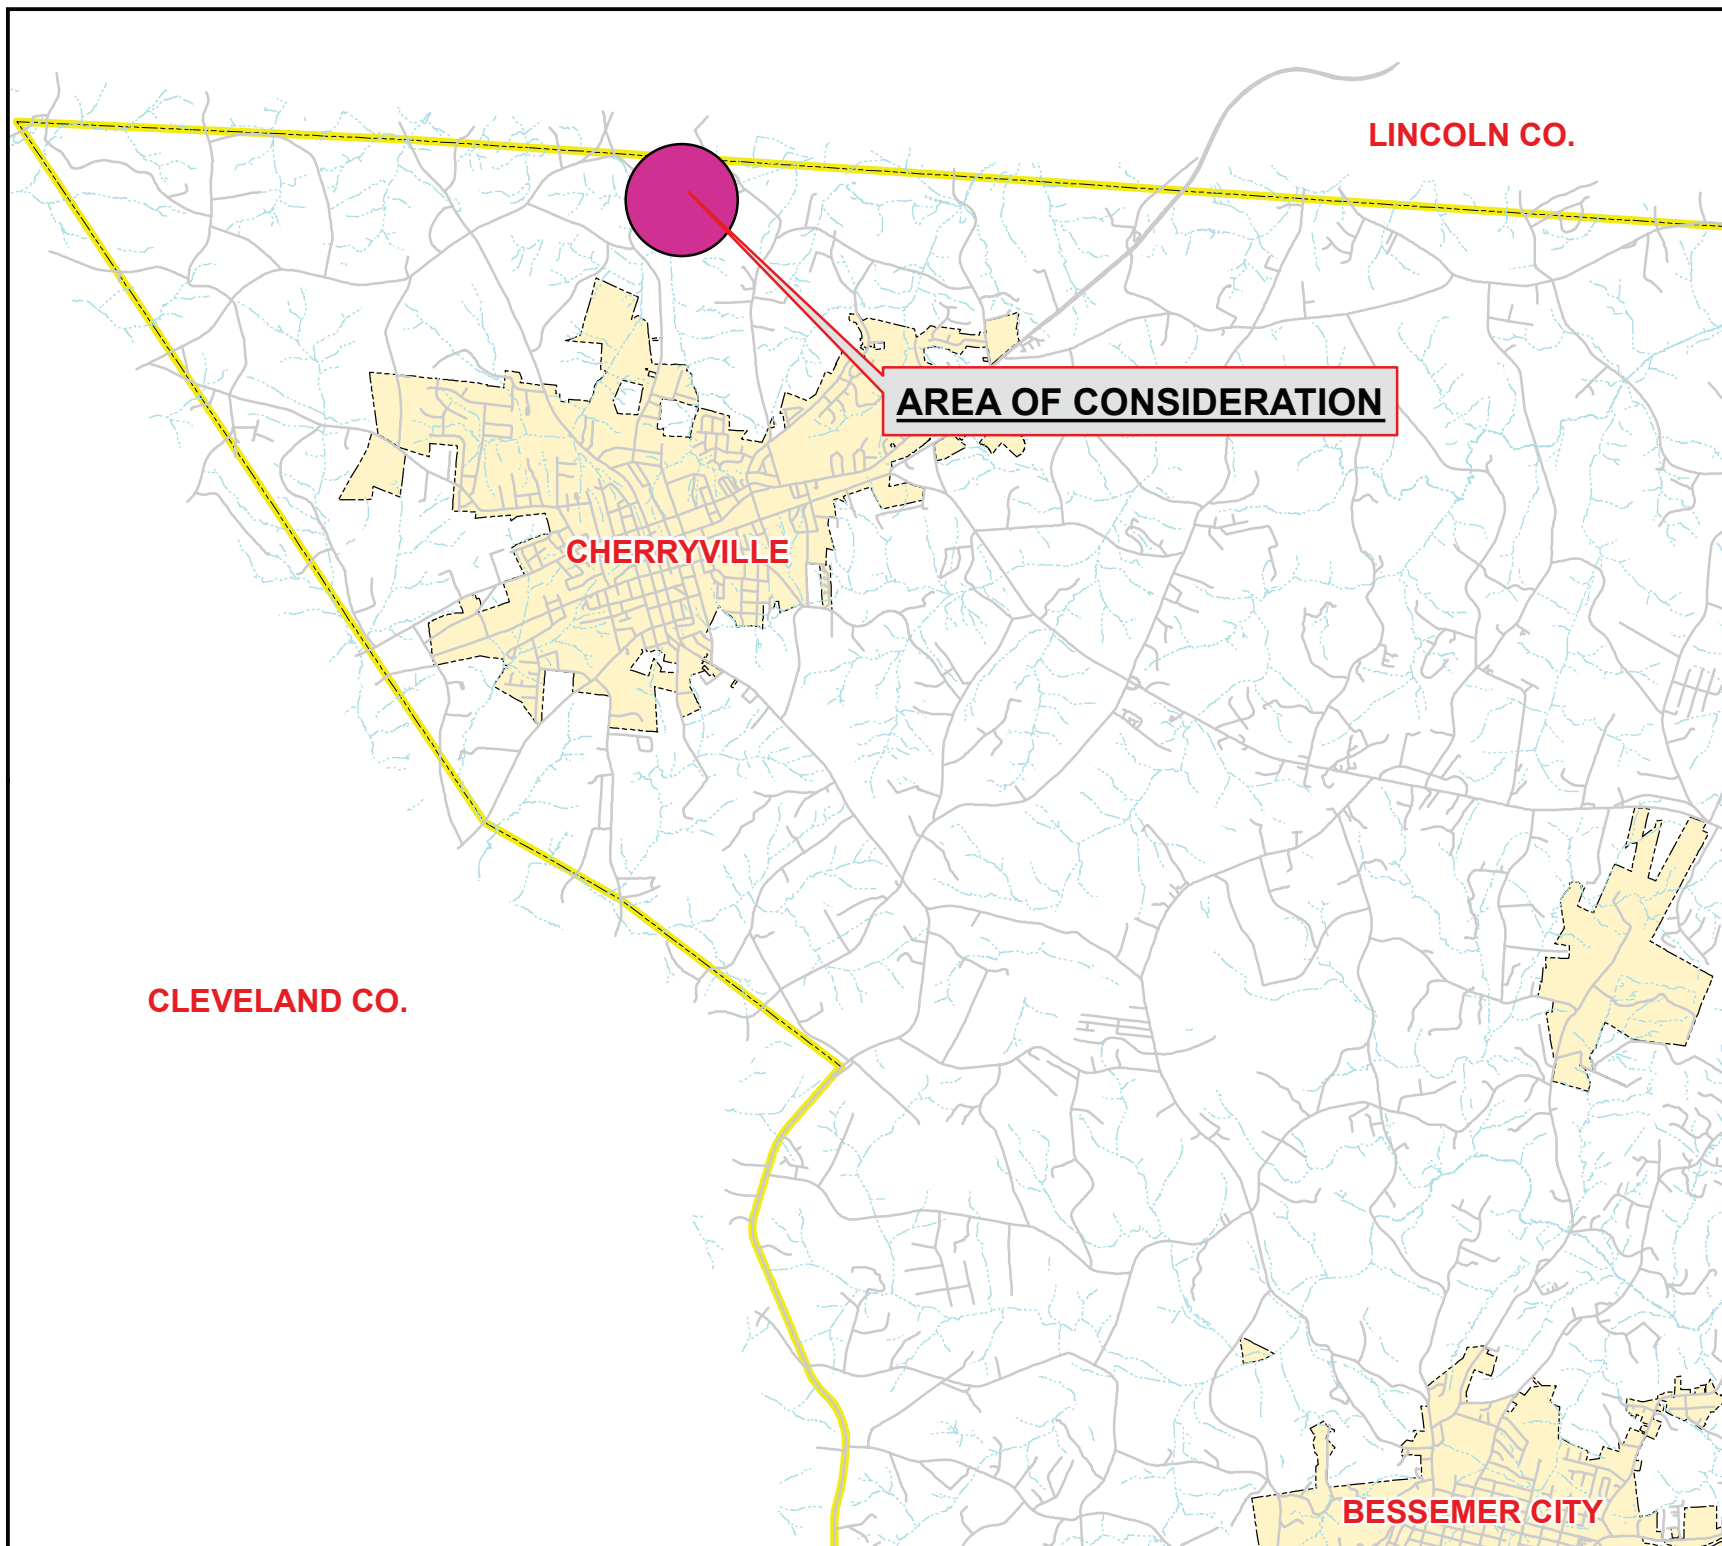 LINCOLN CO.
AREA OF CONSIDERATION
CHERRYVILLE
CLEVELAND CO.
BESSEMER CITY